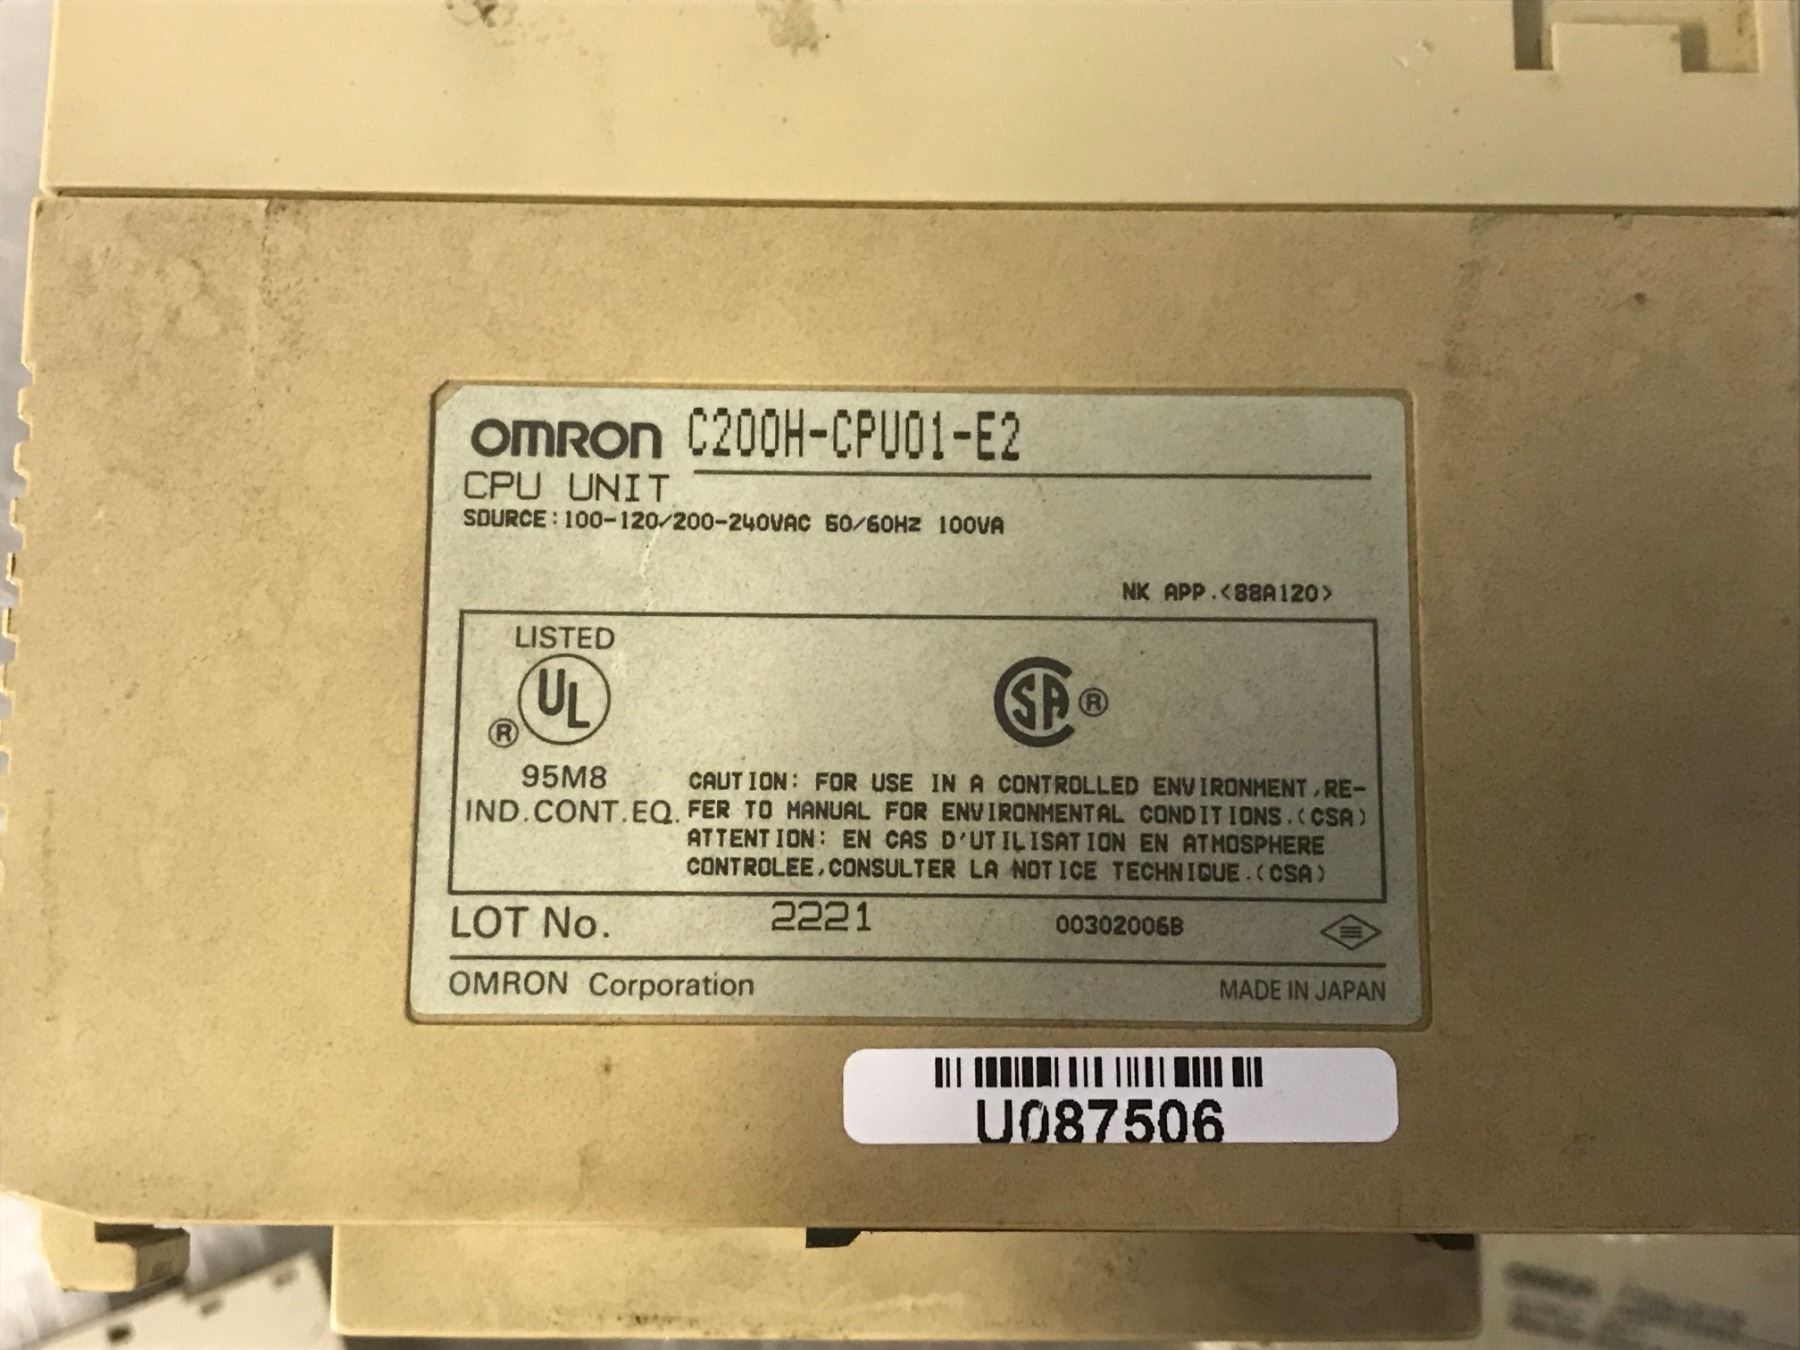 OMRON C200H-CPU01-E2
CPU UNIT
SOURCE:100-120/200-240VAC 50/60HZ 100VA
NK APP.<88A120>
LISTED
UL
®
CSA ®
95M8
IND.CONT.EQ.
CAUTION: FOR USE IN A CONTROLLED ENVIRONMENT,RE-
FER TO MANUAL FOR ENVIRONMENTAL CONDITIONS.(CSA)
ATTENTION: EN CAS D'UTILISATION EN ATMOSPHERE
CONTROLEE,CONSULTER LA NOTICE TECHNIQUE.(CSA)
LOT No. 2221 00302006B
OMRON Corporation MADE IN JAPAN
U087506